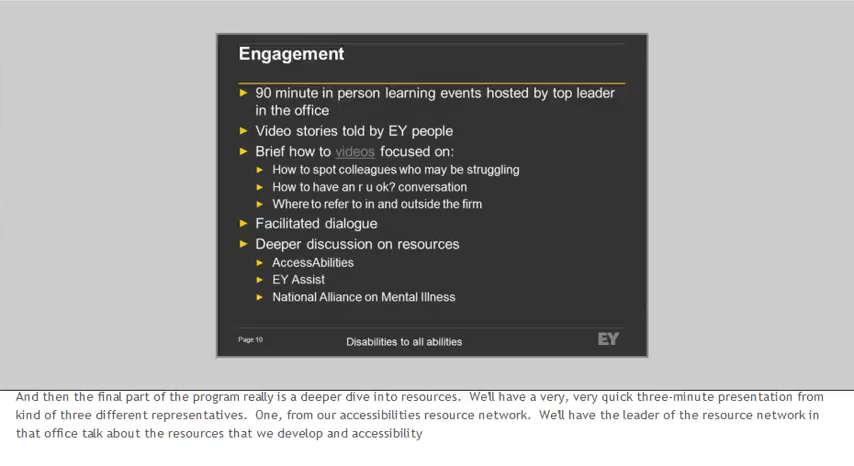 Engagement
► 90 minute in person learning events hosted by top leader
in the office
► Video stories told by EY people
► Brief how to videos focused on:
► How to spot colleagues who may be struggling
► How to have an r u ok? conversation
► Where to refer to in and outside the firm
► Facilitated dialogue
► Deeper discussion on resources
► AccessAbilities
► EY Assist
► National Alliance on Mental Illness
Page 10
Disabilities to all abilities
EY
And then the final part of the program really is a deeper dive into resources.  We'll have a very, very quick three-minute presentation from
kind of three different representatives.  One, from our accessibilities resource network.  We'll have the leader of the resource network in
that office talk about the resources that we develop and accessibility